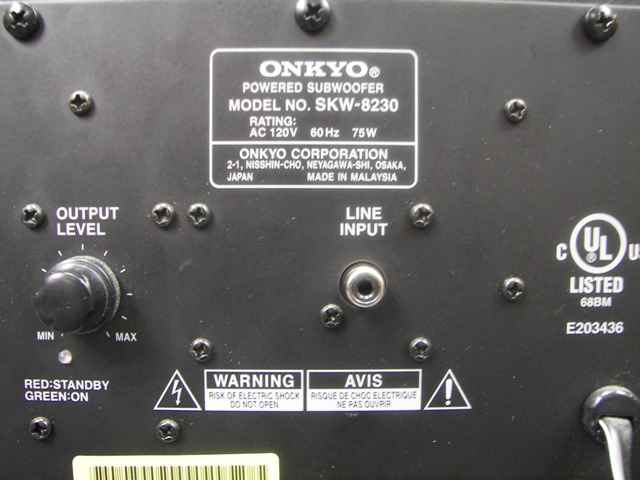 ONKYO®
POWERED SUBWOOFER
MODEL NO. SKW-8230
RATING:
AC 120V 60Hz 75W
ONKYO CORPORATION
2-1, NISSHIN-CHO, NEYAGAWA-SHI, OSAKA,
JAPAN MADE IN MALAYSIA
OUTPUT
LEVEL
MIN MAX
RED:STANDBY
GREEN:ON
LINE
INPUT
C UL® U
LISTED
68BM
E203436
WARNING
RISK OF ELECTRIC SHOCK
DO NOT OPEN
AVIS
RISQUE DE CHOC ELECTRIQUE
NE PAS OUVRIR